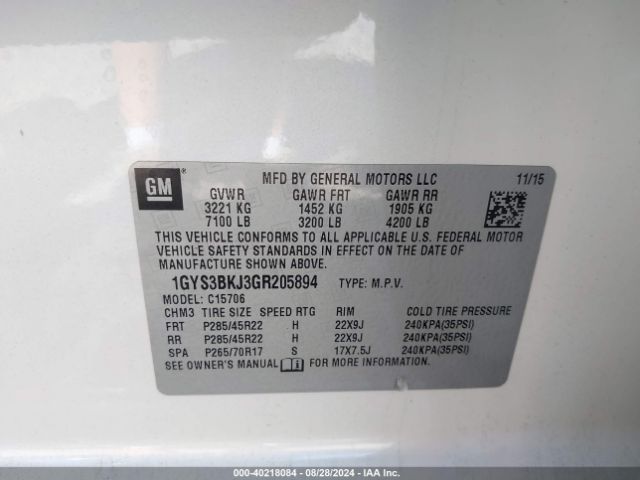 GM ®
MFD BY GENERAL MOTORS LLC 11/15
GVWR GAWR FRT GAWR RR
3221 KG 1452 KG 1905 KG
7100 LB 3200 LB 4200 LB
THIS VEHICLE CONFORMS TO ALL APPLICABLE U.S. FEDERAL MOTOR
VEHICLE SAFETY STANDARDS IN EFFECT ON THE DATE OF
MANUFACTURE SHOWN ABOVE.
1GYS3BKJ3GR205894 TYPE: M.P.V.
MODEL: C15706
CHM3 TIRE SIZE SPEED RTG RIM COLD TIRE PRESSURE
FRT P285/45R22 H 22X9J 240KPA(35PSI)
RR P285/45R22 H 22X9J 240KPA(35PSI)
SPA P265/70R17 S 17X7.5J 240KPA(35PSI)
SEE OWNER'S MANUAL FOR MORE INFORMATION.
000-40218084 | 08/28/2024 | IAA Inc.